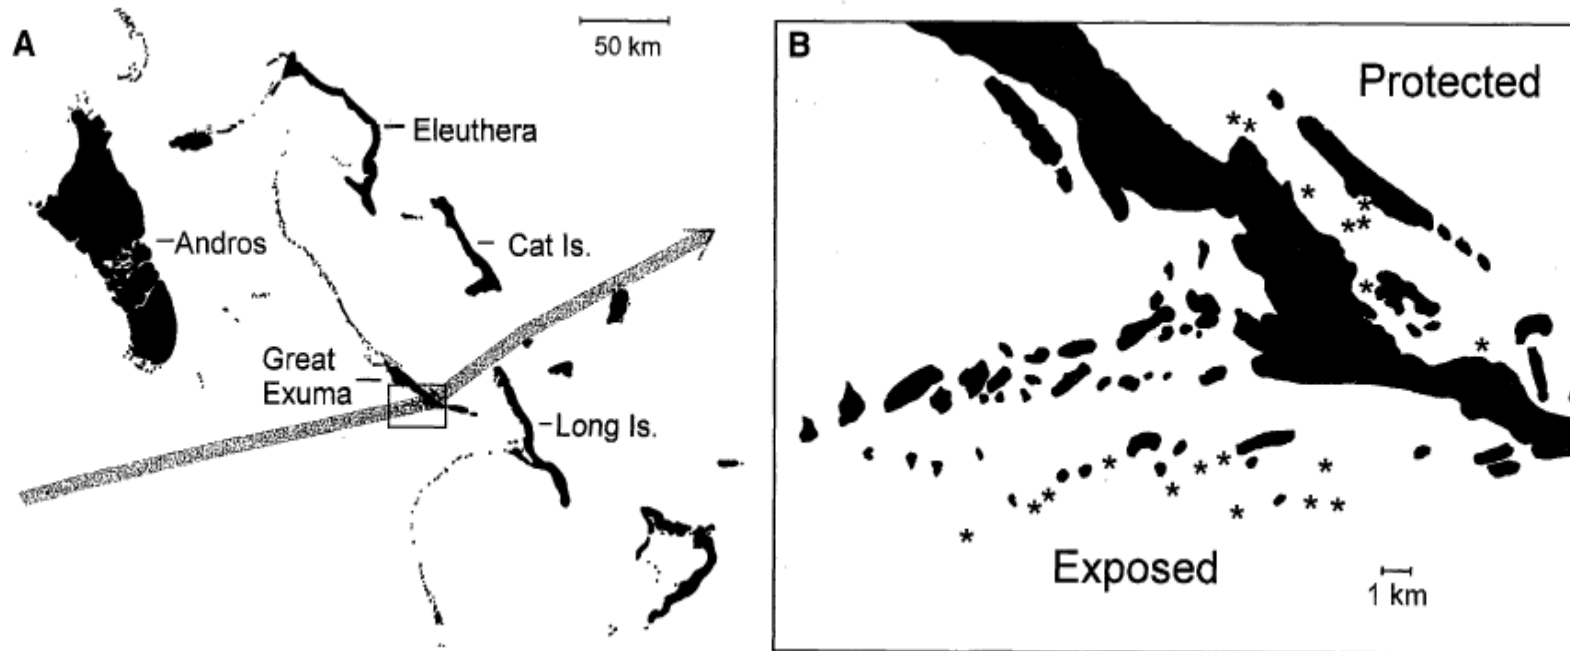 A
50 km
Eleuthera
Andros
Cat Is.
Great
Exuma
Long Is.
B
Protected
Exposed
1 km